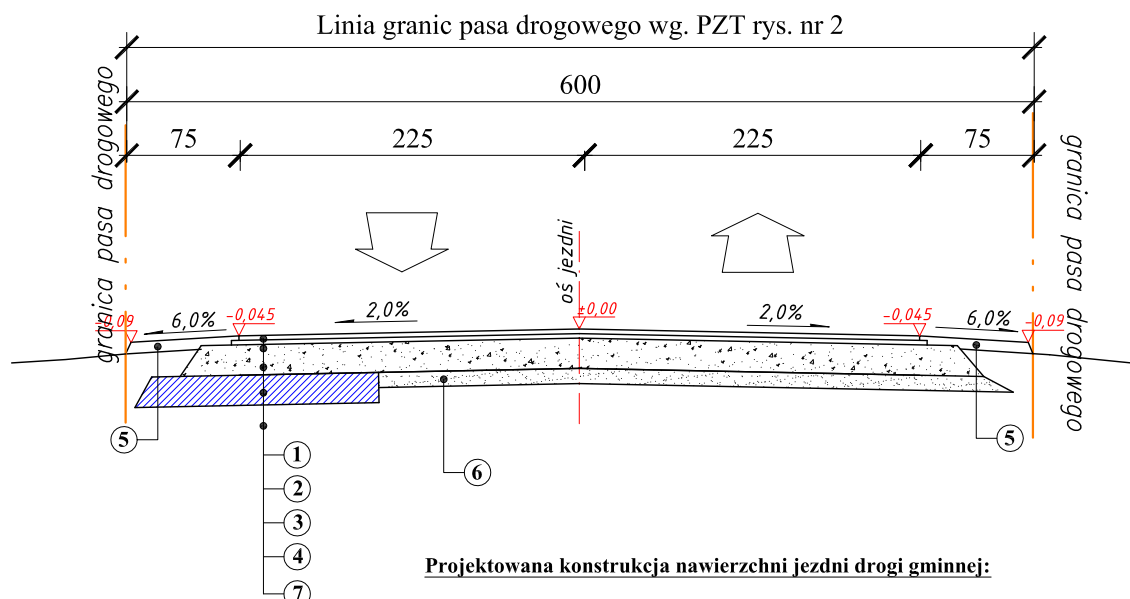 Linia granic pasa drogowego wg. PZT rys. nr 2
600
75 225 225 75
granica pasa drogowego
oś jezdni
granica pasa drogowego
-0,09 6,0% -0,045 2,0% ±0,00 2,0% -0,045 6,0% -0,09
5 5
1
6
2
3
4
7
Projektowana konstrukcja nawierzchni jezdni drogi gminnej: